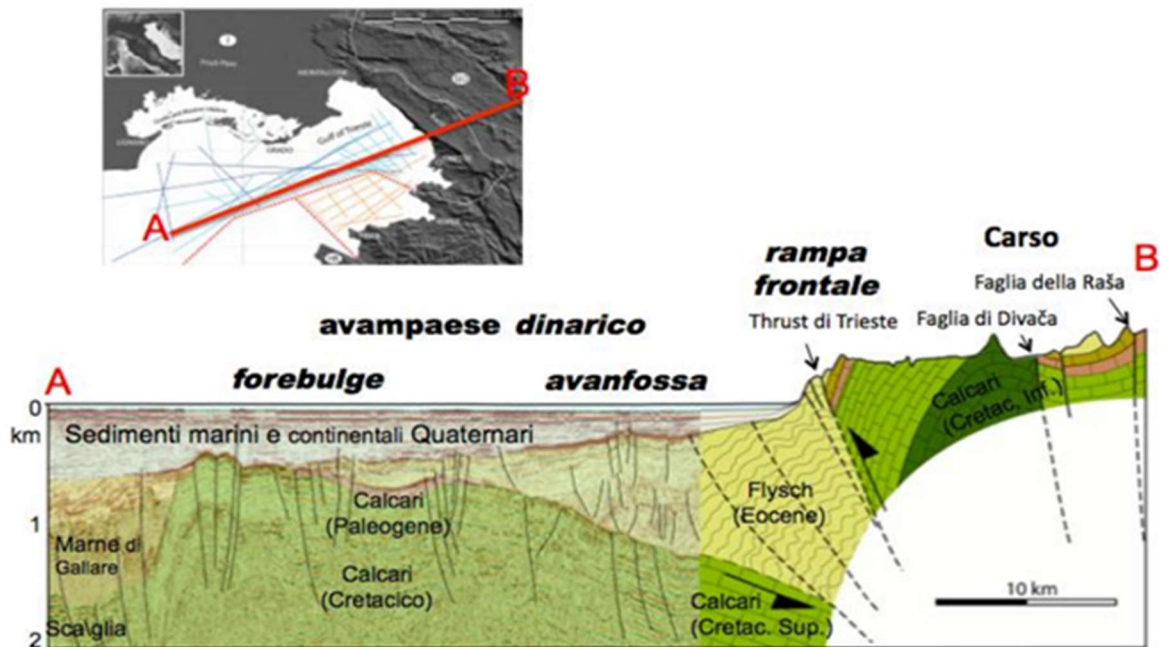 B
A
MONFALCONE
GRADO
Gulf of Trieste
Carso
B
rampa
frontale
Faglia della Raša
Thrust di Trieste
Faglia di Divača
avampaese dinarico
A
forebulge
avanfossa
0
km
Sedimenti marini e continentali Quaternari
Calcari
(Cretac. Inf.)
Calcari
(Paleogene)
Flysch
(Eocene)
1
Marne di
Gallare
Calcari
(Cretacico)
10 km
Calcari
(Cretac. Sup.)
Scaglia
2